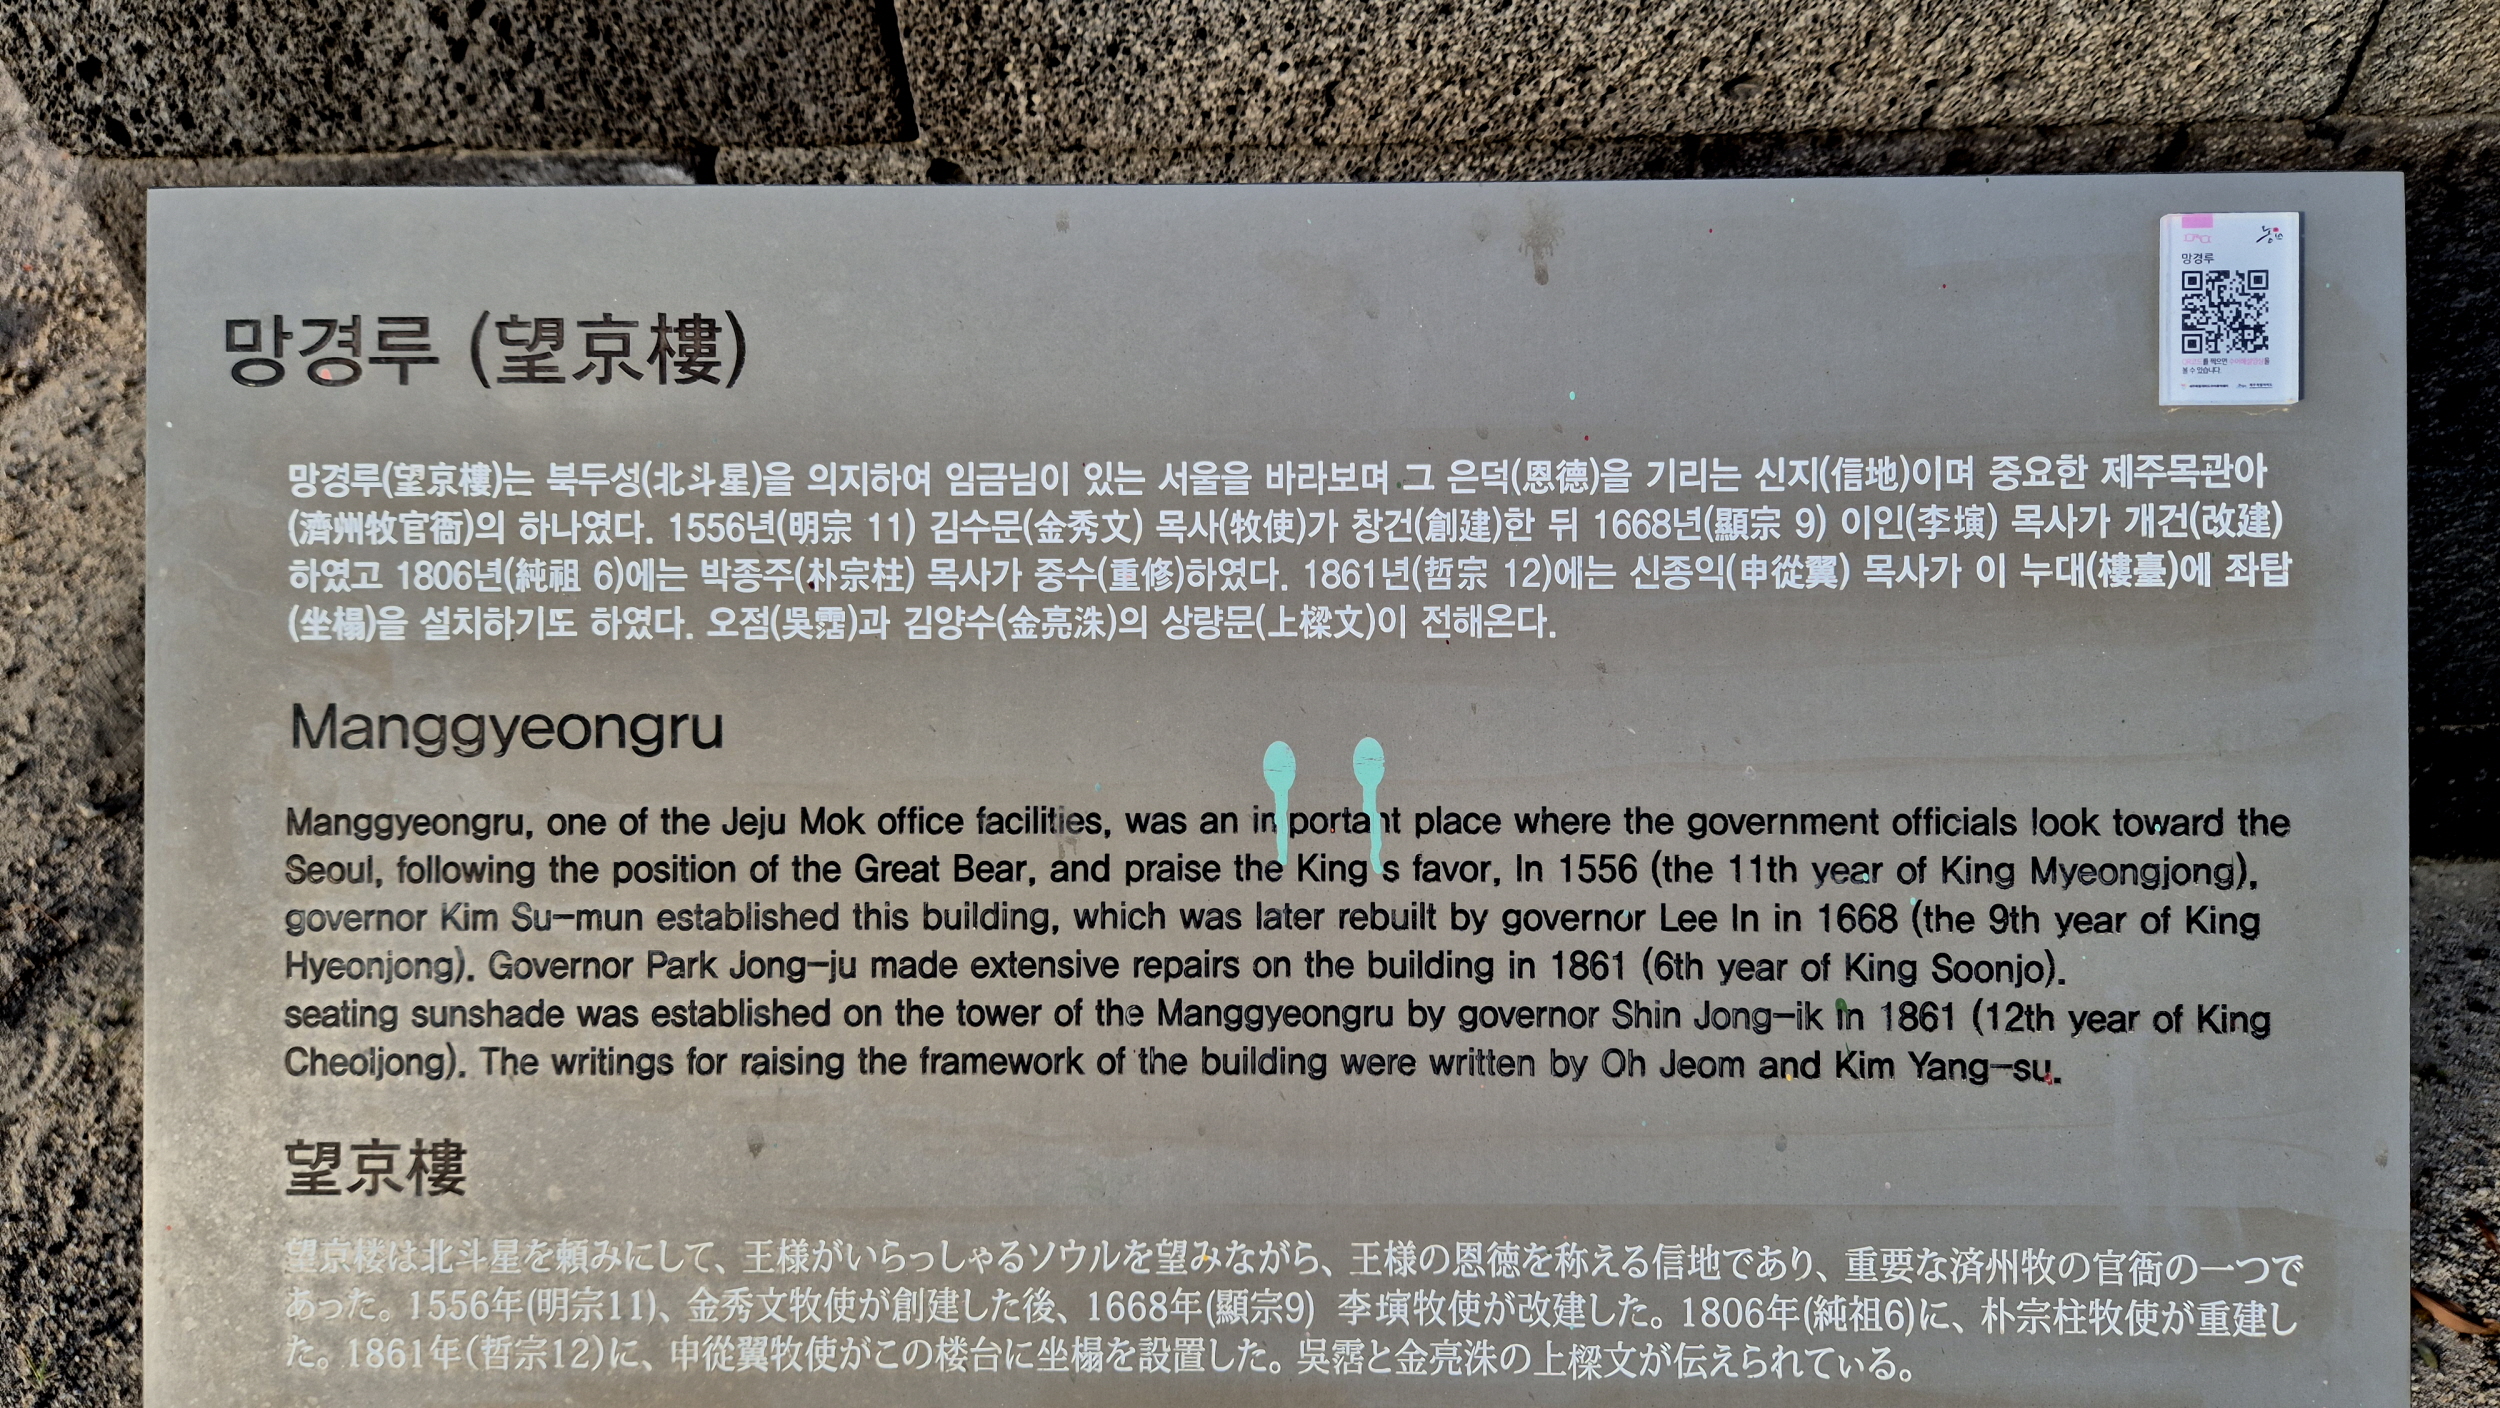 망경루 (望京樓)
망경루
볼 수 있습니다.
망경루(望京樓)는 북두성(北斗星)을 의지하여 임금님이 있는 서울을 바라보며 그 은덕(恩德)을 기리는 신지(信地)이며 중요한 제주목관아
(濟州牧官衙)의 하나였다. 1556년(明宗 11) 김수문(金秀文) 목사(牧使)가 창건(創建)한 뒤 1668년(顯宗 9) 이인(李㙽) 목사가 개건(改建)
하였고 1806년(純祖 6)에는 박종주(朴宗柱) 목사가 중수(重修)하였다. 1861년(哲宗 12)에는 신종익(申從翼) 목사가 이 누대(樓臺)에 좌탑
(坐榻)을 설치하기도 하였다. 오점(吳霑)과 김양수(金亮洙)의 상량문(上樑文)이 전해온다.
Manggyeongru
Manggyeongru, one of the Jeju Mok office facilities, was an important place where the government officials look toward the
Seoul, following the position of the Great Bear, and praise the King s favor, In 1556 (the 11th year of King Myeongjong),
governor Kim Su-mun established this building, which was later rebuilt by governor Lee In in 1668 (the 9th year of King
Hyeonjong). Governor Park Jong-ju made extensive repairs on the building in 1861 (6th year of King Soonjo).
seating sunshade was established on the tower of the Manggyeongru by governor Shin Jong-ik in 1861 (12th year of King
Cheoljong). The writings for raising the framework of the building were written by Oh Jeom and Kim Yang-su.
望京樓
望京楼は北斗星を頼みにして、王様がいらっしゃるソウルを望みながら、王様の恩徳を称える信地であり、重要な済州牧の官衙の一つで
あった。1556年(明宗11)、金秀文牧使が創建した後、1668年(顯宗9) 李㙽牧使が改建した。1806年(純祖6)に、朴宗柱牧使が重建し
た。1861年(哲宗12)に、申從翼牧使がこの楼台に坐榻を設置した。吳霑と金亮洙の上樑文が伝えられている。